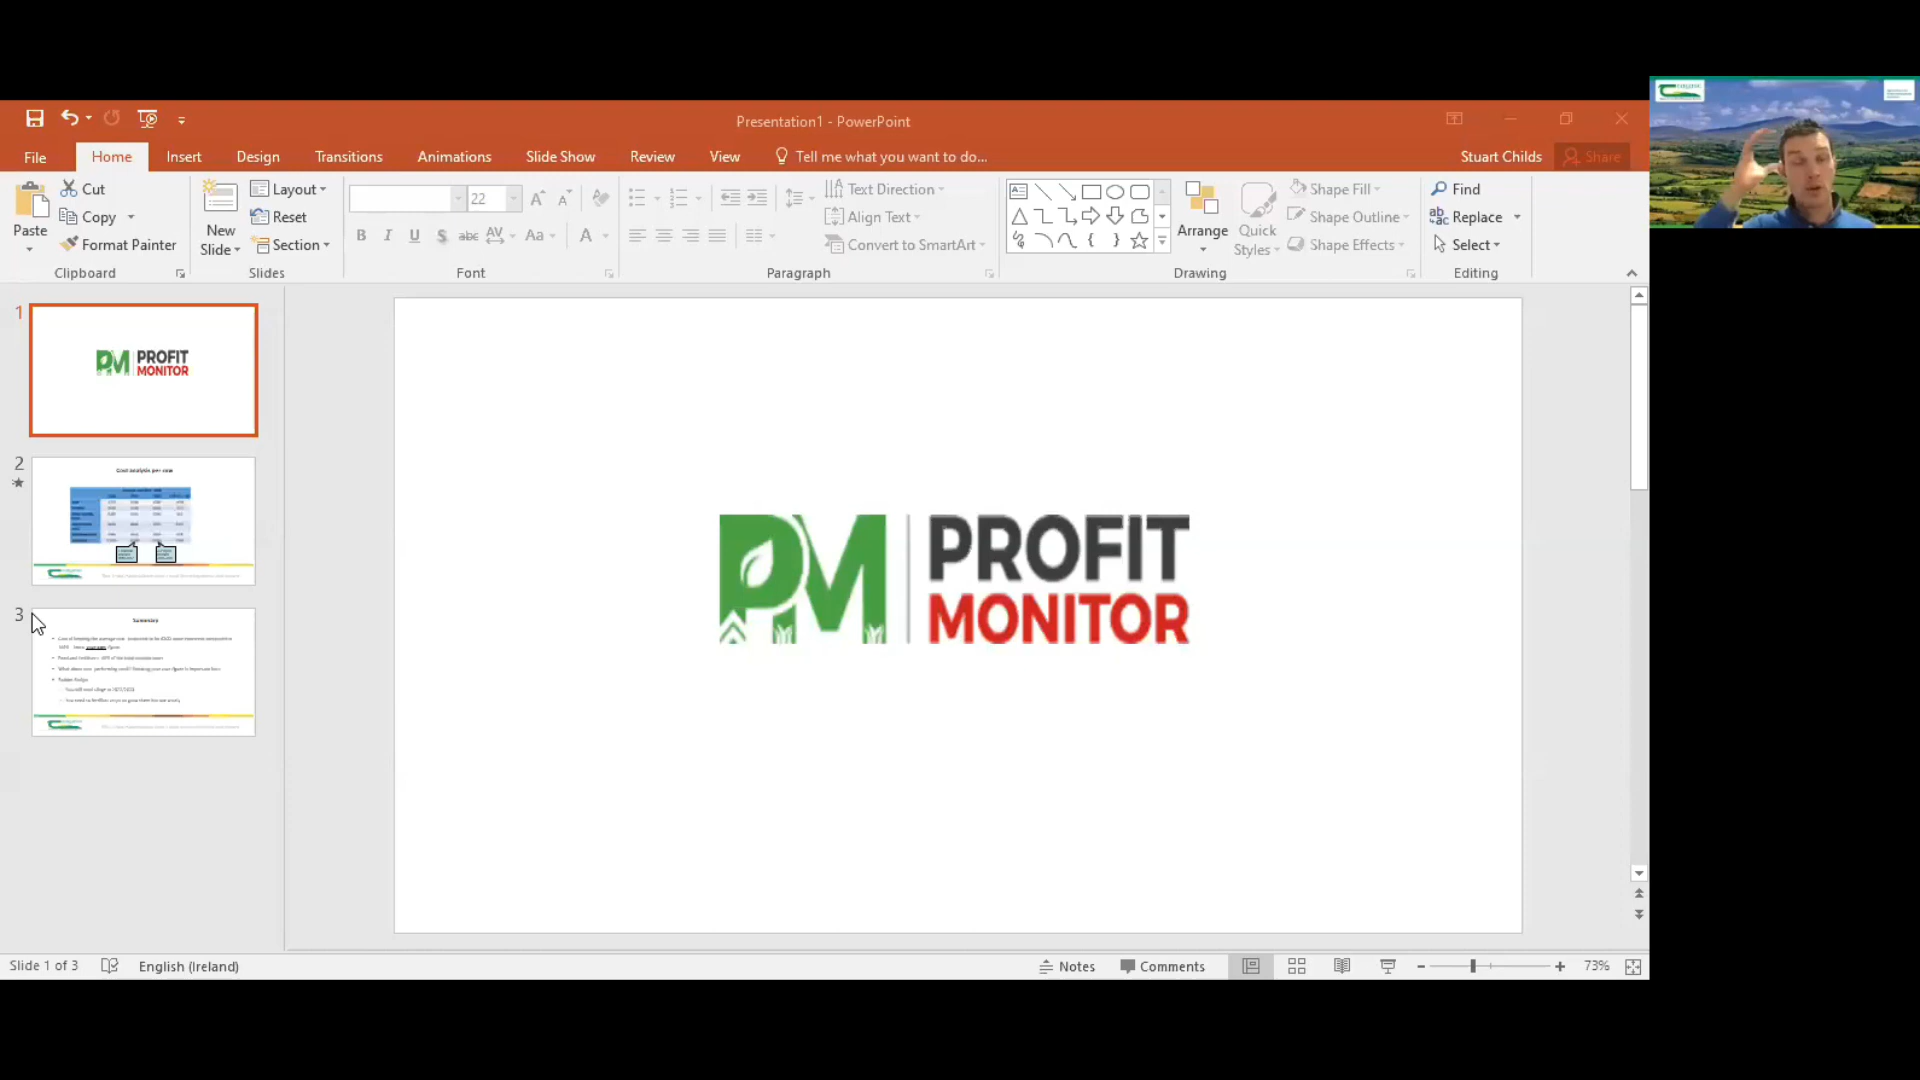 Presentation1 - PowerPoint
File Home Insert Design Transitions Animations Slide Show Review View Tell me what you want to do... Stuart Childs Share
Paste
Cut
Copy
Format Painter
Clipboard
New
Slide
Layout
Reset
Section
Slides
22
B I U S abc AV Aa A
Font
Text Direction
Align Text
Convert to SmartArt
Paragraph
Arrange
Quick
Styles
Shape Fill
Shape Outline
Shape Effects
Drawing
Find
Replace
Select
Editing
1
PM PROFIT
MONITOR
2
Cost analysis per cow
3
Summary
PM PROFIT
MONITOR
Slide 1 of 3 English (Ireland) Notes Comments 73%